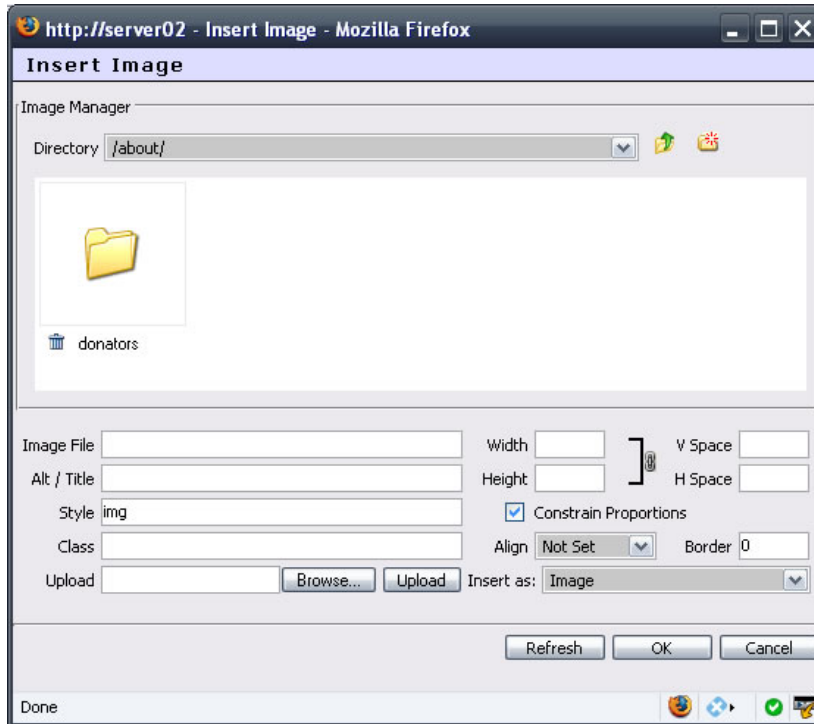 http://server02 - Insert Image - Mozilla Firefox
Insert Image
Image Manager
Directory /about/
donators
Image File Width V Space
Alt / Title Height H Space
Style img Constrain Proportions
Class Align Not Set Border 0
Upload Browse... Upload Insert as: Image
Refresh OK Cancel
Done